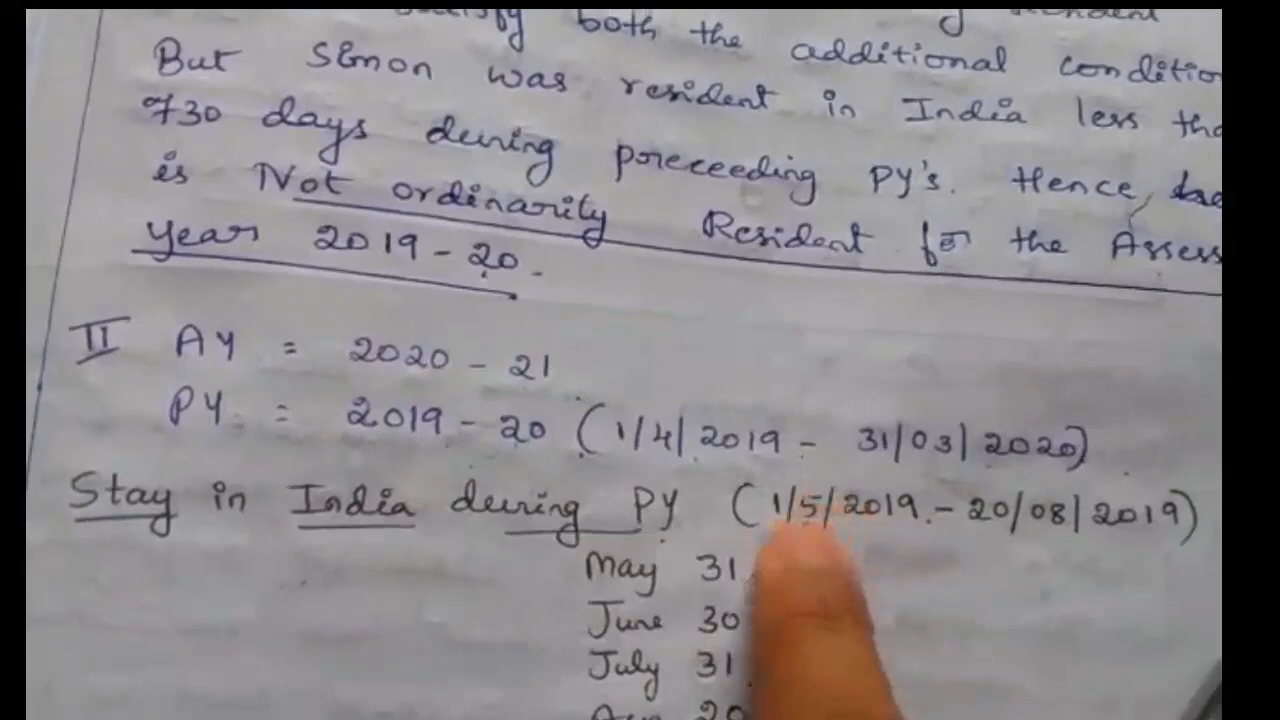 both the additional condition
But Simon was resident in India less tha
730 days during preceeding PY's. Hence, he
is Not ordinarity Resident for the Assess
year 2019-20.
II AY = 2020-21
PY = 2019-20 (1/4/2019 - 31/03/2020)
Stay in India during PY (1/5/2019 - 20/08/2019)
May 31
June 30
July 31
20